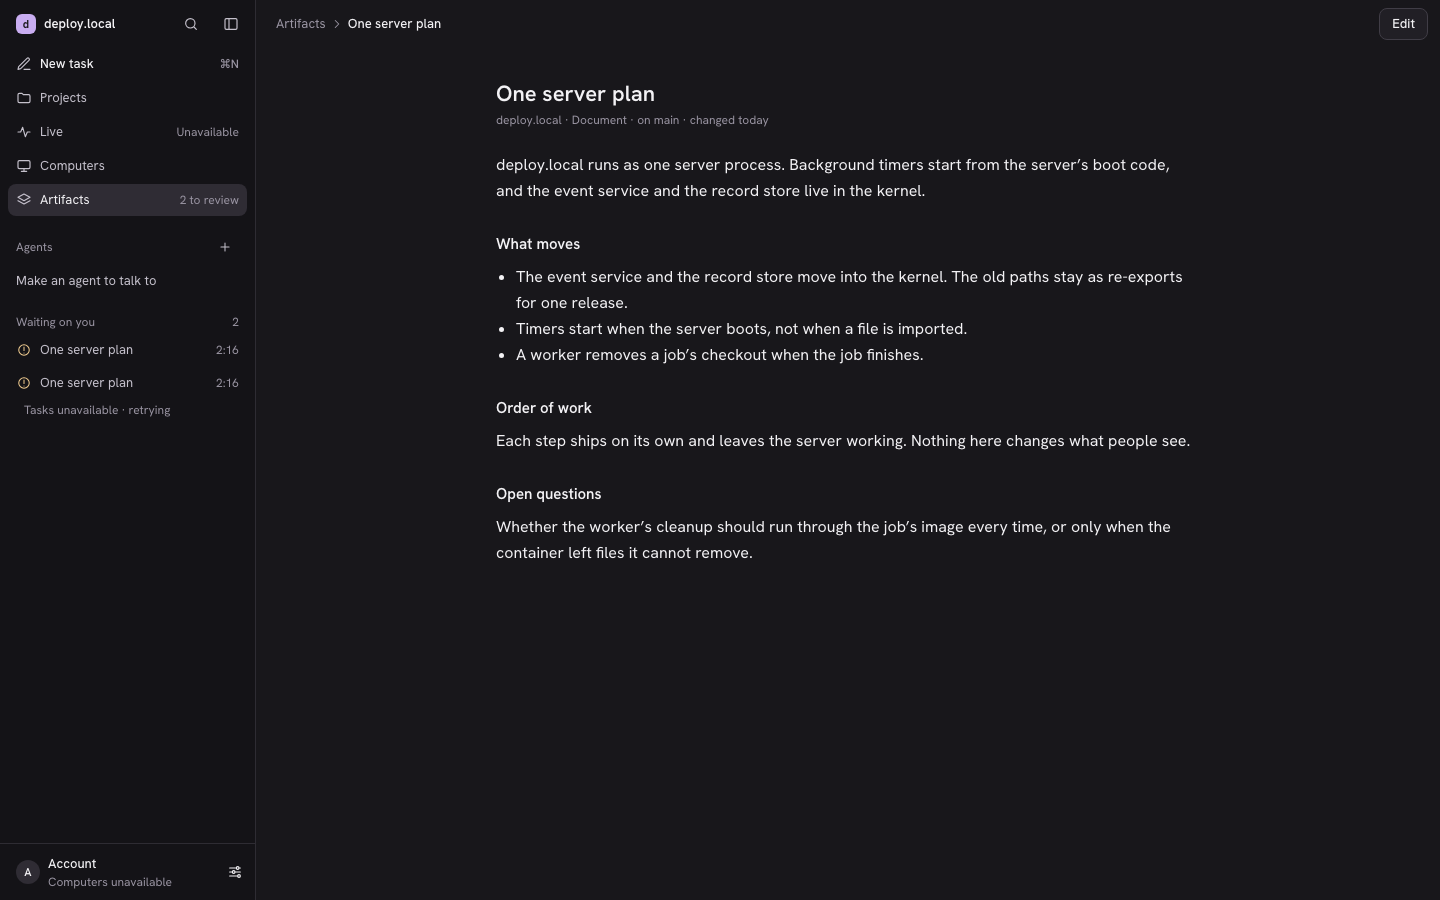 d deploy.local
New task ⌘N
Projects
Live Unavailable
Computers
Artifacts 2 to review
Agents
Make an agent to talk to
Waiting on you 2
One server plan 2:16
One server plan 2:16
Tasks unavailable · retrying
A Account
Computers unavailable
Artifacts One server plan
Edit
One server plan
deploy.local · Document · on main · changed today
deploy.local runs as one server process. Background timers start from the server’s boot code,
and the event service and the record store live in the kernel.
What moves
• The event service and the record store move into the kernel. The old paths stay as re-exports
for one release.
• Timers start when the server boots, not when a file is imported.
• A worker removes a job’s checkout when the job finishes.
Order of work
Each step ships on its own and leaves the server working. Nothing here changes what people see.
Open questions
Whether the worker’s cleanup should run through the job’s image every time, or only when the
container left files it cannot remove.